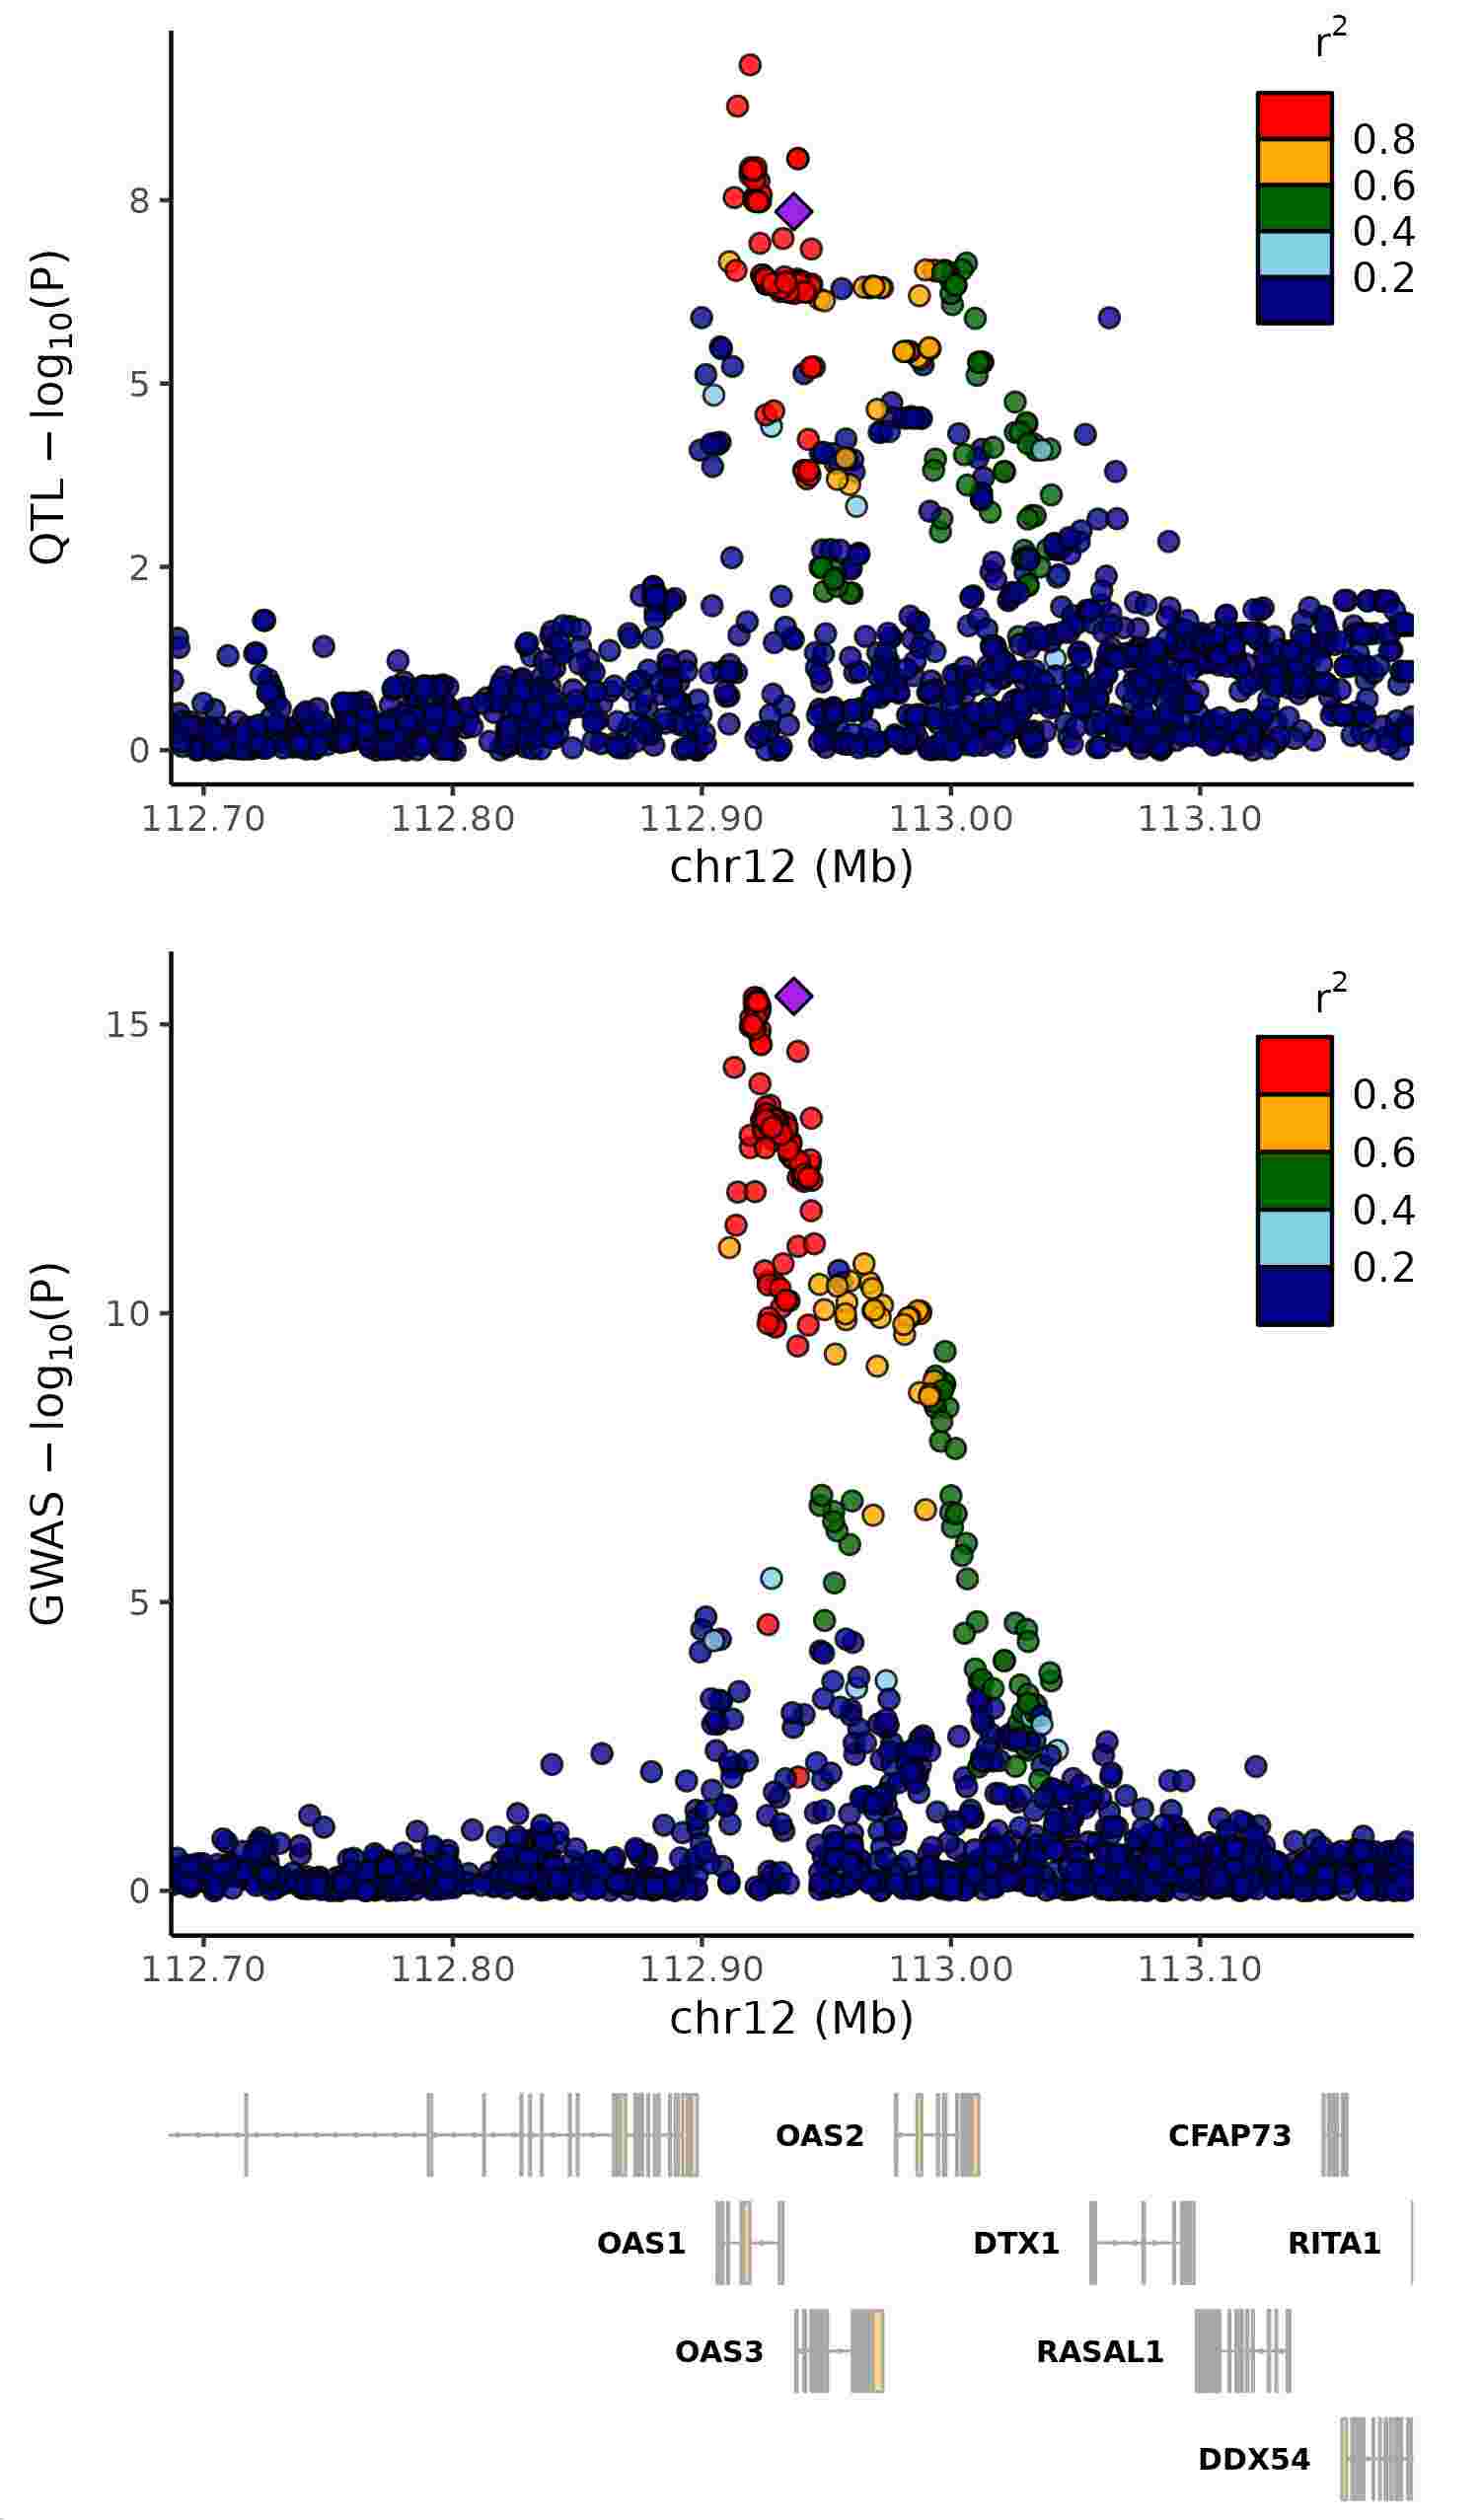 r2
0.8
0.6
0.4
0.2
QTL −log10(P)
8
5
2
0
112.70 112.80 112.90 113.00 113.10
chr12 (Mb)
r2
0.8
0.6
0.4
0.2
GWAS −log10(P)
15
10
5
0
112.70 112.80 112.90 113.00 113.10
chr12 (Mb)
OAS2 CFAP73
OAS1 DTX1 RITA1
OAS3 RASAL1
DDX54